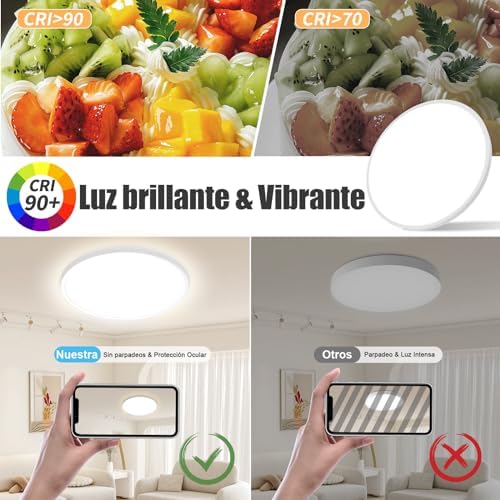 CRI>90
CRI>70
CRI
90+
Luz brillante & Vibrante
Nuestra Sin parpadeos & Protección Ocular
Otros Parpadeo & Luz Intensa